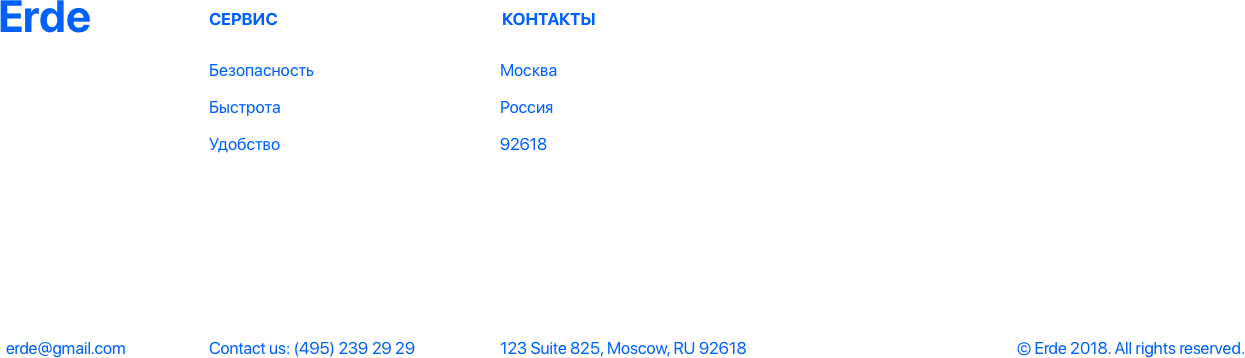 Erde
СЕРВИС
Безопасность
Быстрота
Удобство
КОНТАКТЫ
Москва
Россия
92618
erde@gmail.com
Contact us: (495) 239 29 29
123 Suite 825, Moscow, RU 92618
© Erde 2018. All rights reserved.